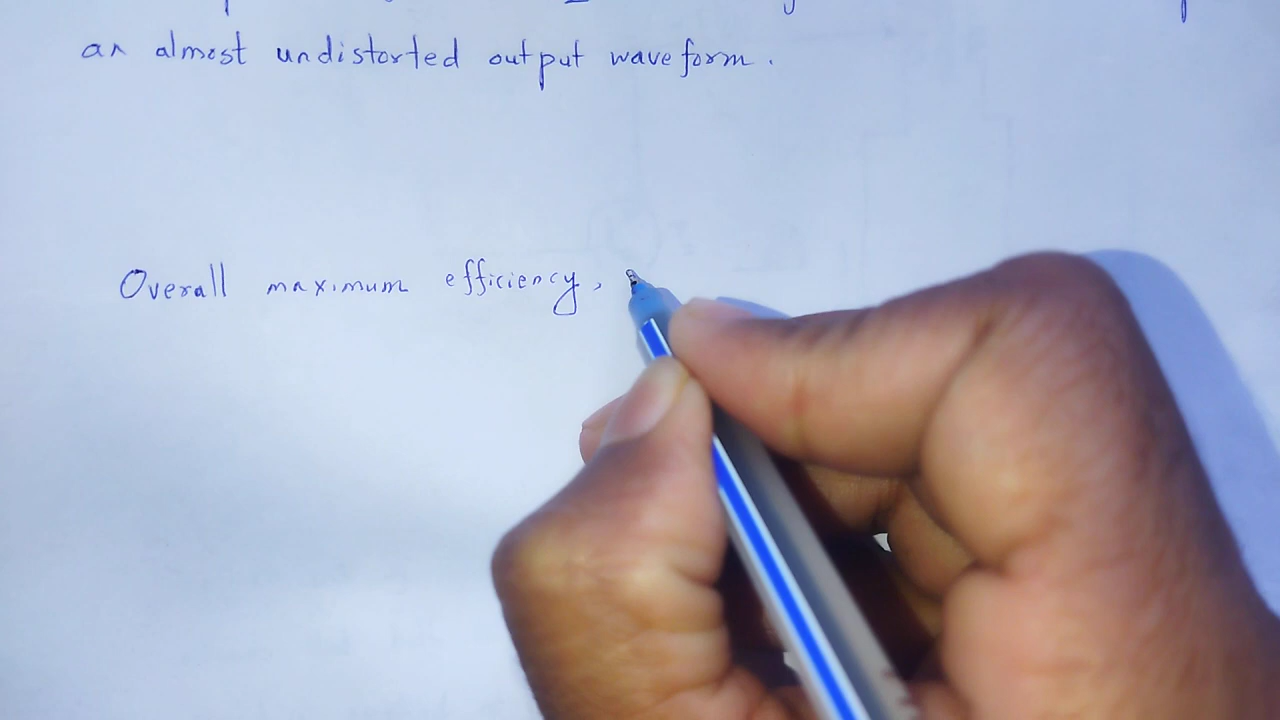 an almost undistorted output waveform.
Overall maximum efficiency,